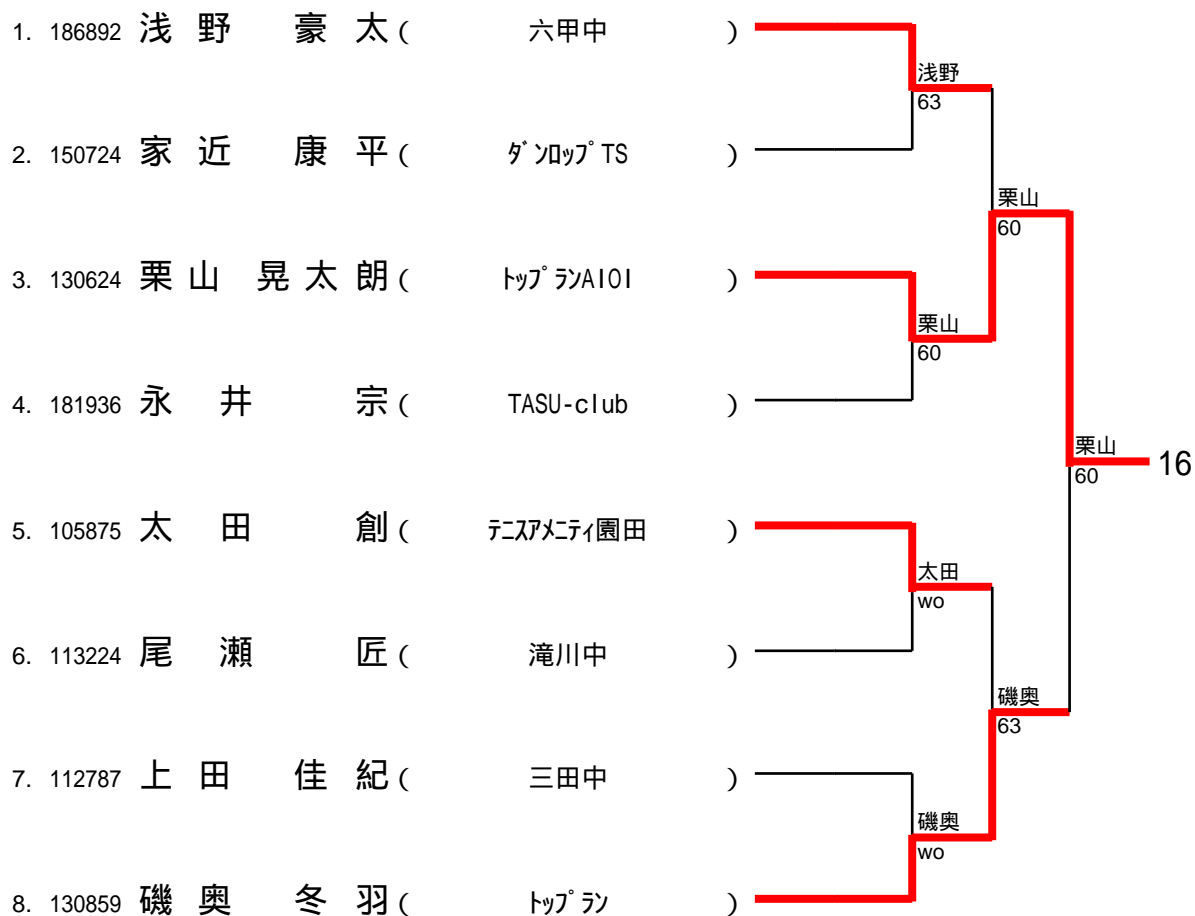 1. 186892 浅野 豪太 ( 六甲中 )
浅野
63
2. 150724 家近 康平 ( ダンロップTS )
栗山
60
3. 130624 栗山 晃太朗 ( トップランAIOI )
栗山
60
4. 181936 永井 宗 ( TASU-club )
栗山
60
16
5. 105875 太田 創 ( テニスアメニティ園田 )
太田
wo
6. 113224 尾瀬 匠 ( 滝川中 )
磯奥
63
7. 112787 上田 佳紀 ( 三田中 )
磯奥
wo
8. 130859 磯奥 冬羽 ( トップラン )